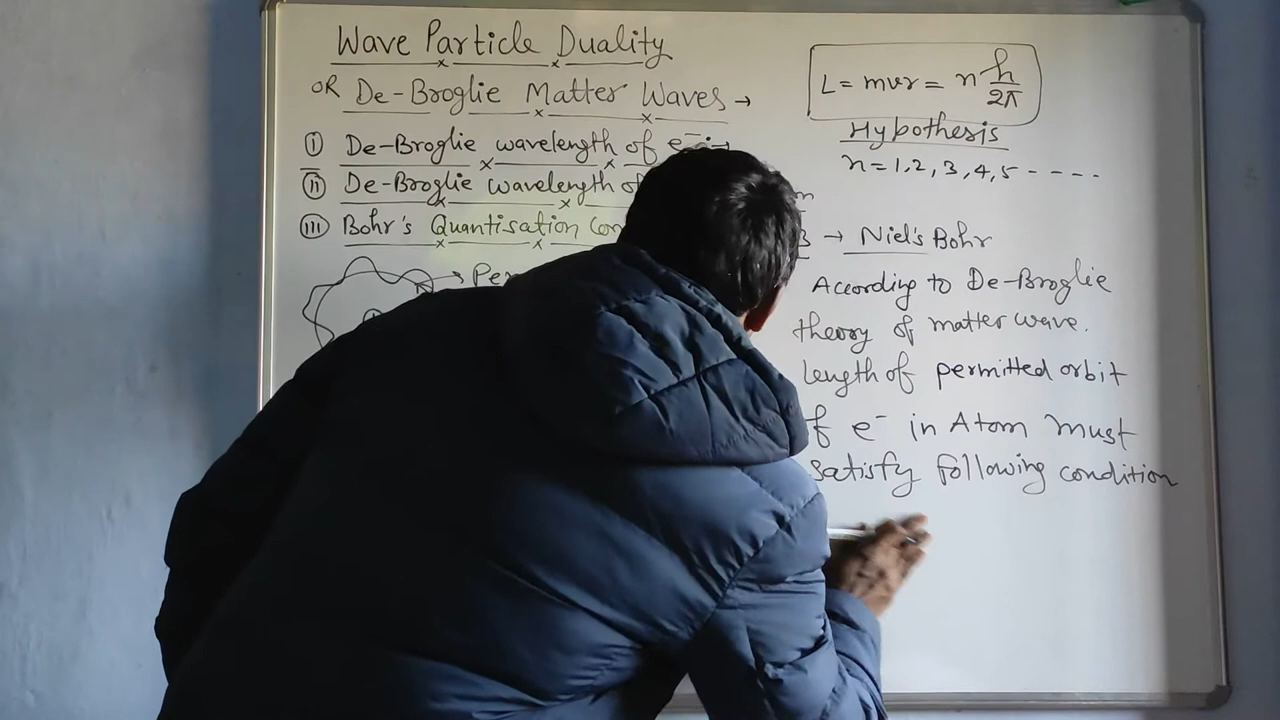 Wave Particle Duality
OR De-Broglie Matter Waves →
(i) De-Broglie wavelength of e⁻
(ii) De-Broglie wavelength of
(iii) Bohr's Quantisation
L = mvr = n h/2π
Hypothesis
n = 1, 2, 3, 4, 5 - - - -
→ Niel's Bohr
According to De-Broglie
theory of matter wave.
length of permitted orbit
of e⁻ in Atom must
satisfy following condition